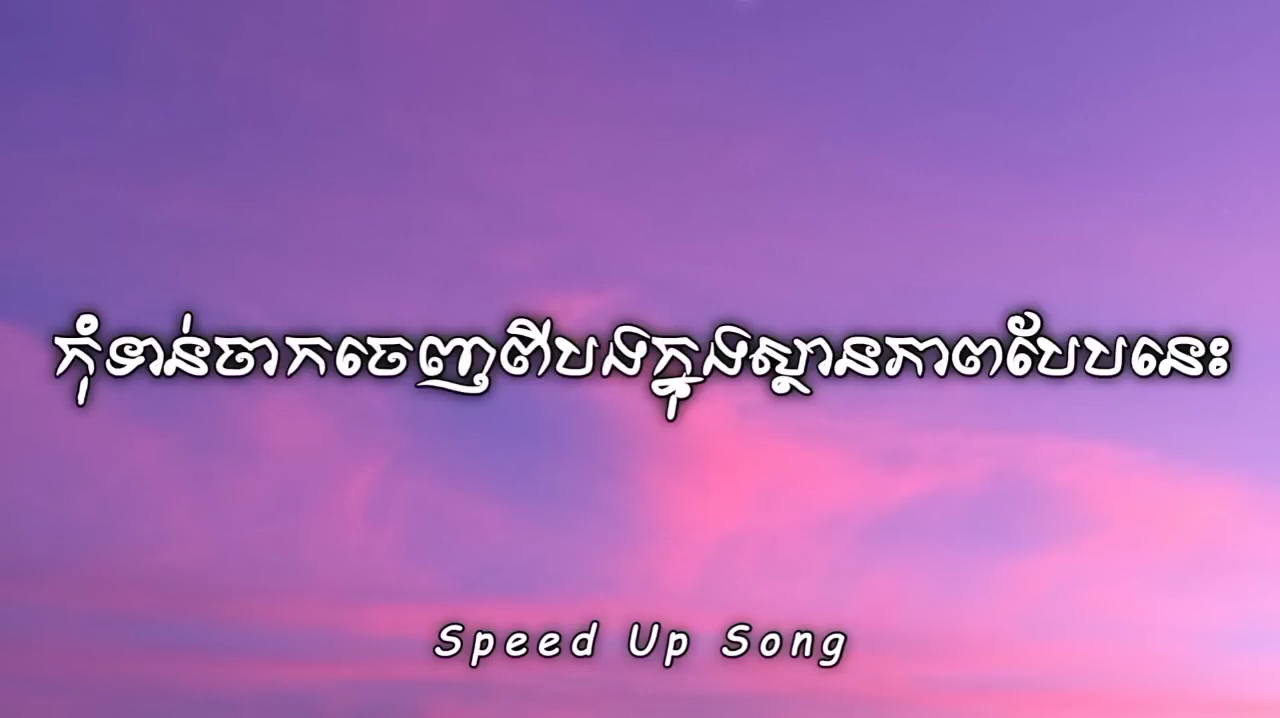 កុំទាន់ចាកចេញពីបងក្នុងស្ថានភាពបែបនេះ
Speed Up Song